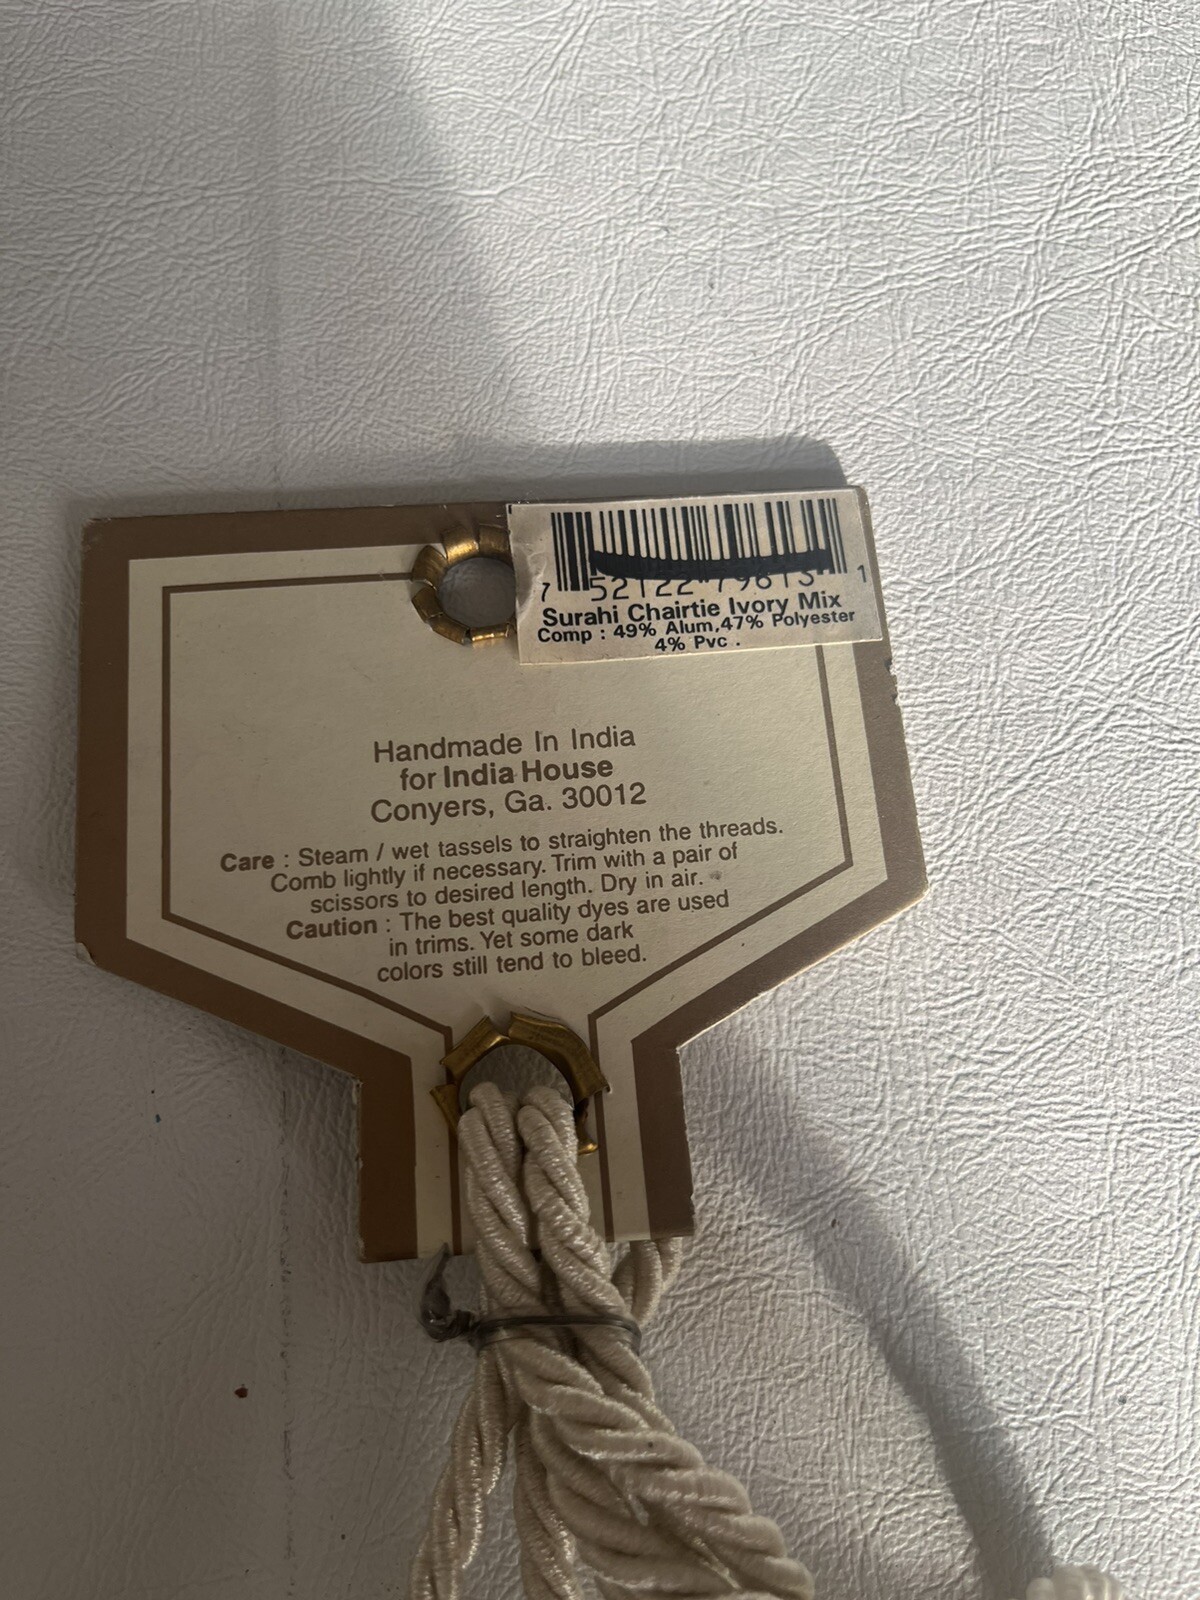 7 52122 79613 1
Surahi Chairtie Ivory Mix
Comp : 49% Alum,47% Polyester
4% Pvc .
Handmade In India
for India House
Conyers, Ga. 30012
Care : Steam / wet tassels to straighten the threads.
Comb lightly if necessary. Trim with a pair of
scissors to desired length. Dry in air.
Caution : The best quality dyes are used
in trims. Yet some dark
colors still tend to bleed.